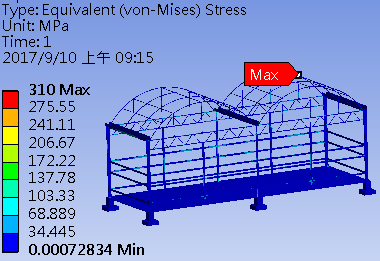 Type: Equivalent (von-Mises) Stress
Unit: MPa
Time: 1
2017/9/10 上午 09:15
Max
310 Max
275.55
241.11
206.67
172.22
137.78
103.33
68.889
34.445
0.00072834 Min